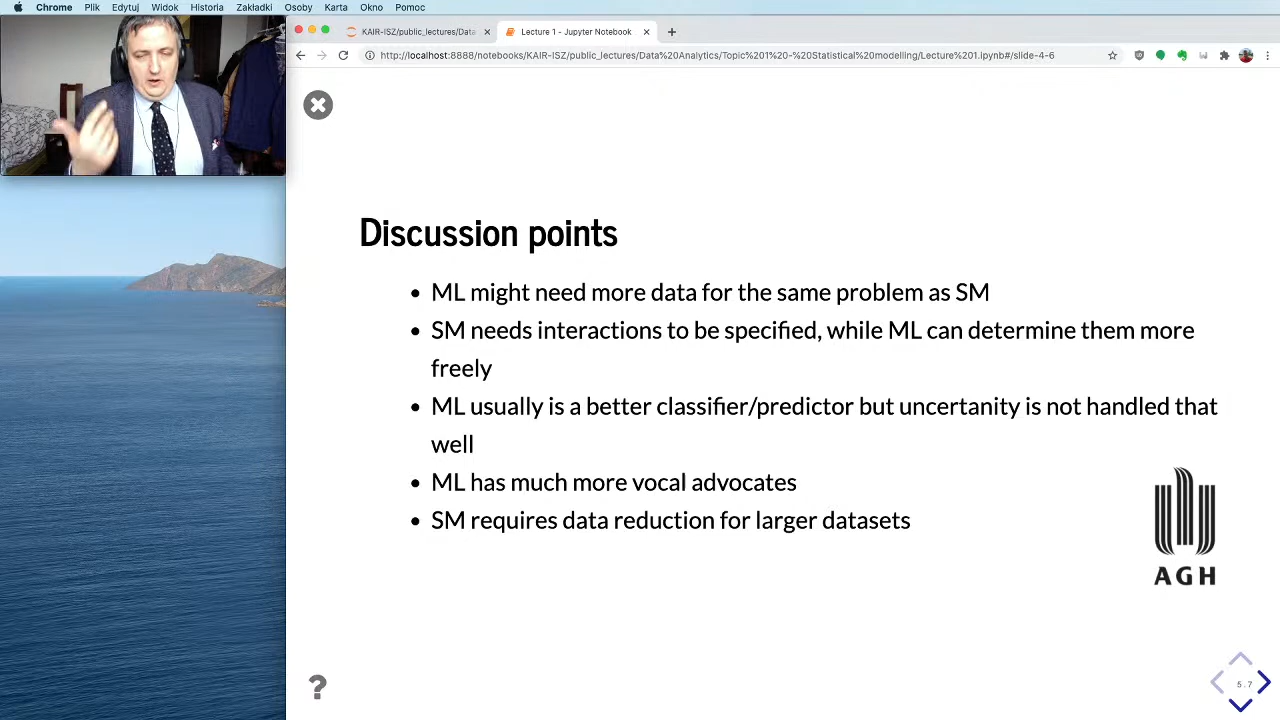 Chrome Plik Edytuj Widok Historia Zakładki Osoby Karta Okno Pomoc
KAIR-ISZ/public_lectures/Data
Lecture 1 - Jupyter Notebook
http://localhost:8888/notebooks/KAIR-ISZ/public_lectures/Data%20Analytics/Topic%201%20-%20Statistical%20modelling/Lecture%201.ipynb#/slide-4-6
Discussion points
• ML might need more data for the same problem as SM
• SM needs interactions to be specified, while ML can determine them more
freely
• ML usually is a better classifier/predictor but uncertanity is not handled that
well
• ML has much more vocal advocates
• SM requires data reduction for larger datasets
AGH
?
5.7